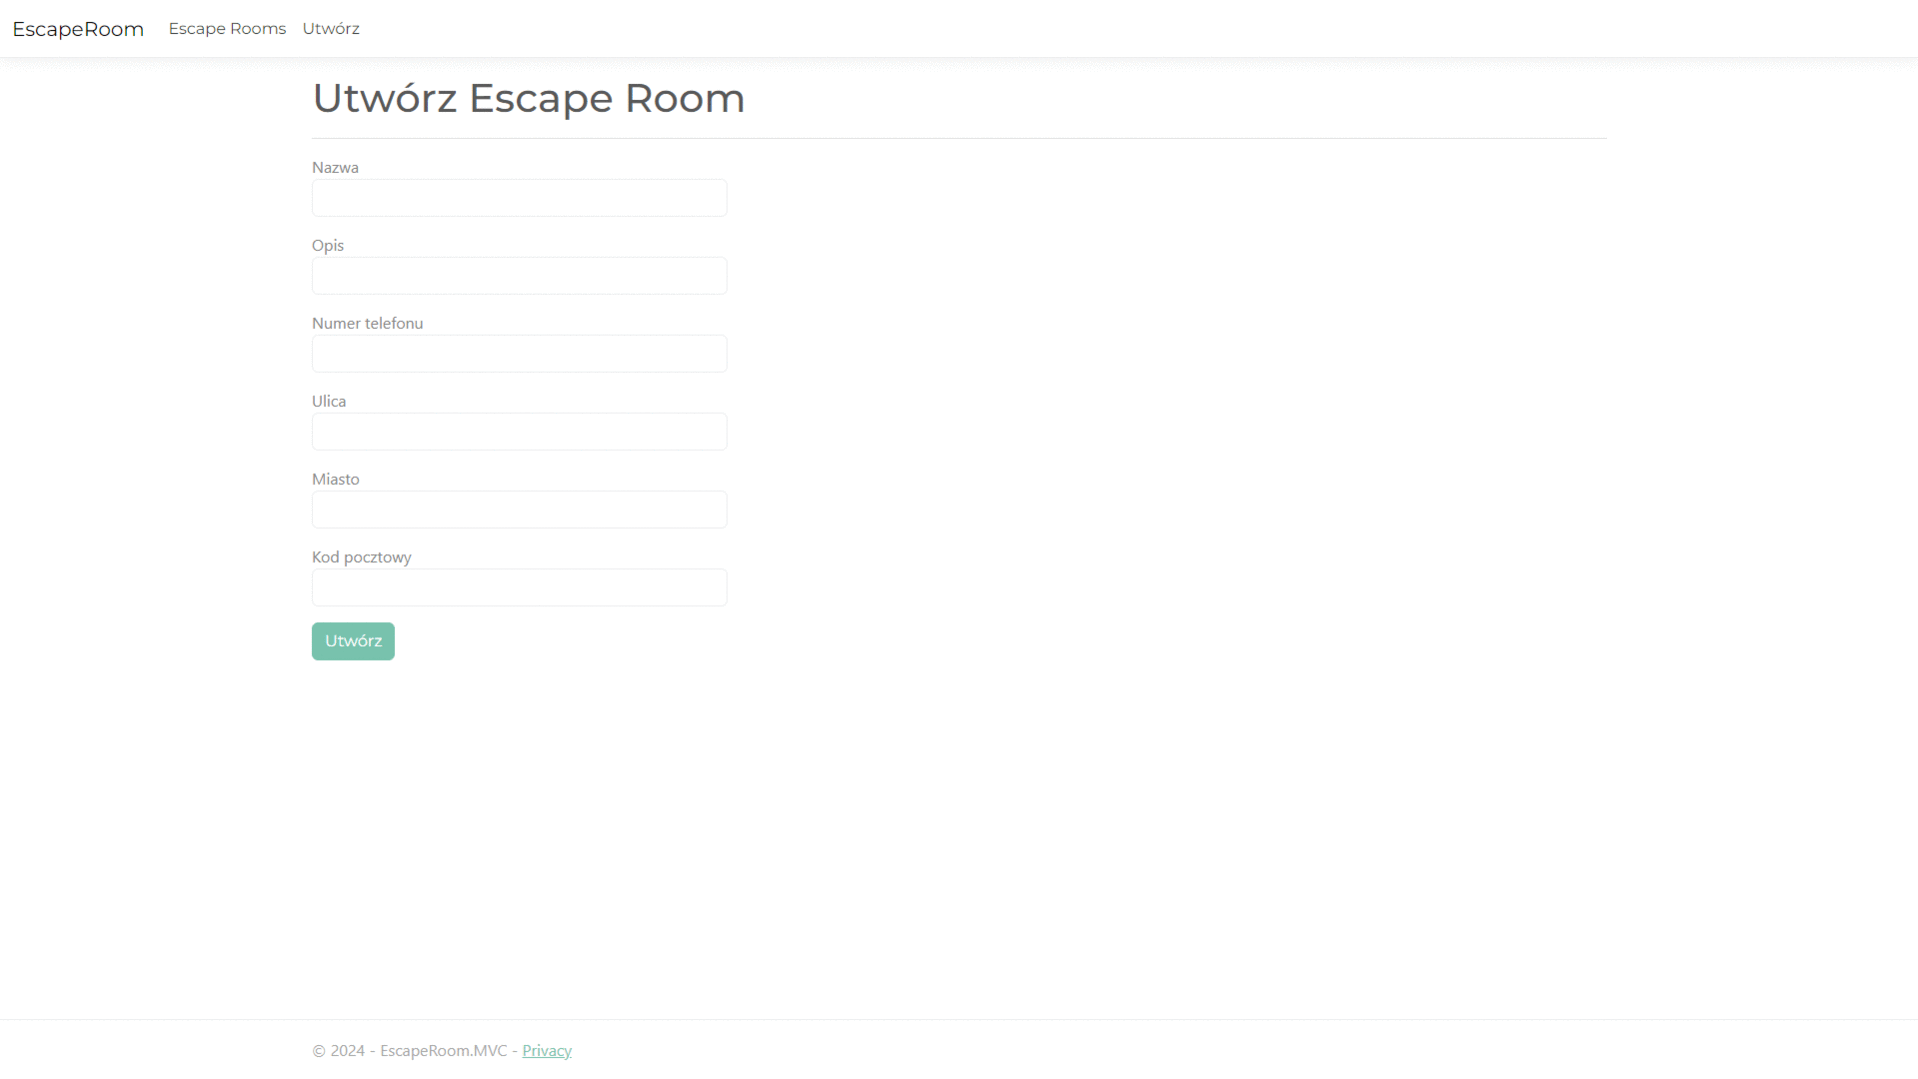 EscapeRoom Escape Rooms Utwórz
Utwórz Escape Room
Nazwa
Opis
Numer telefonu
Ulica
Miasto
Kod pocztowy
Utwórz
© 2024 - EscapeRoom.MVC - Privacy